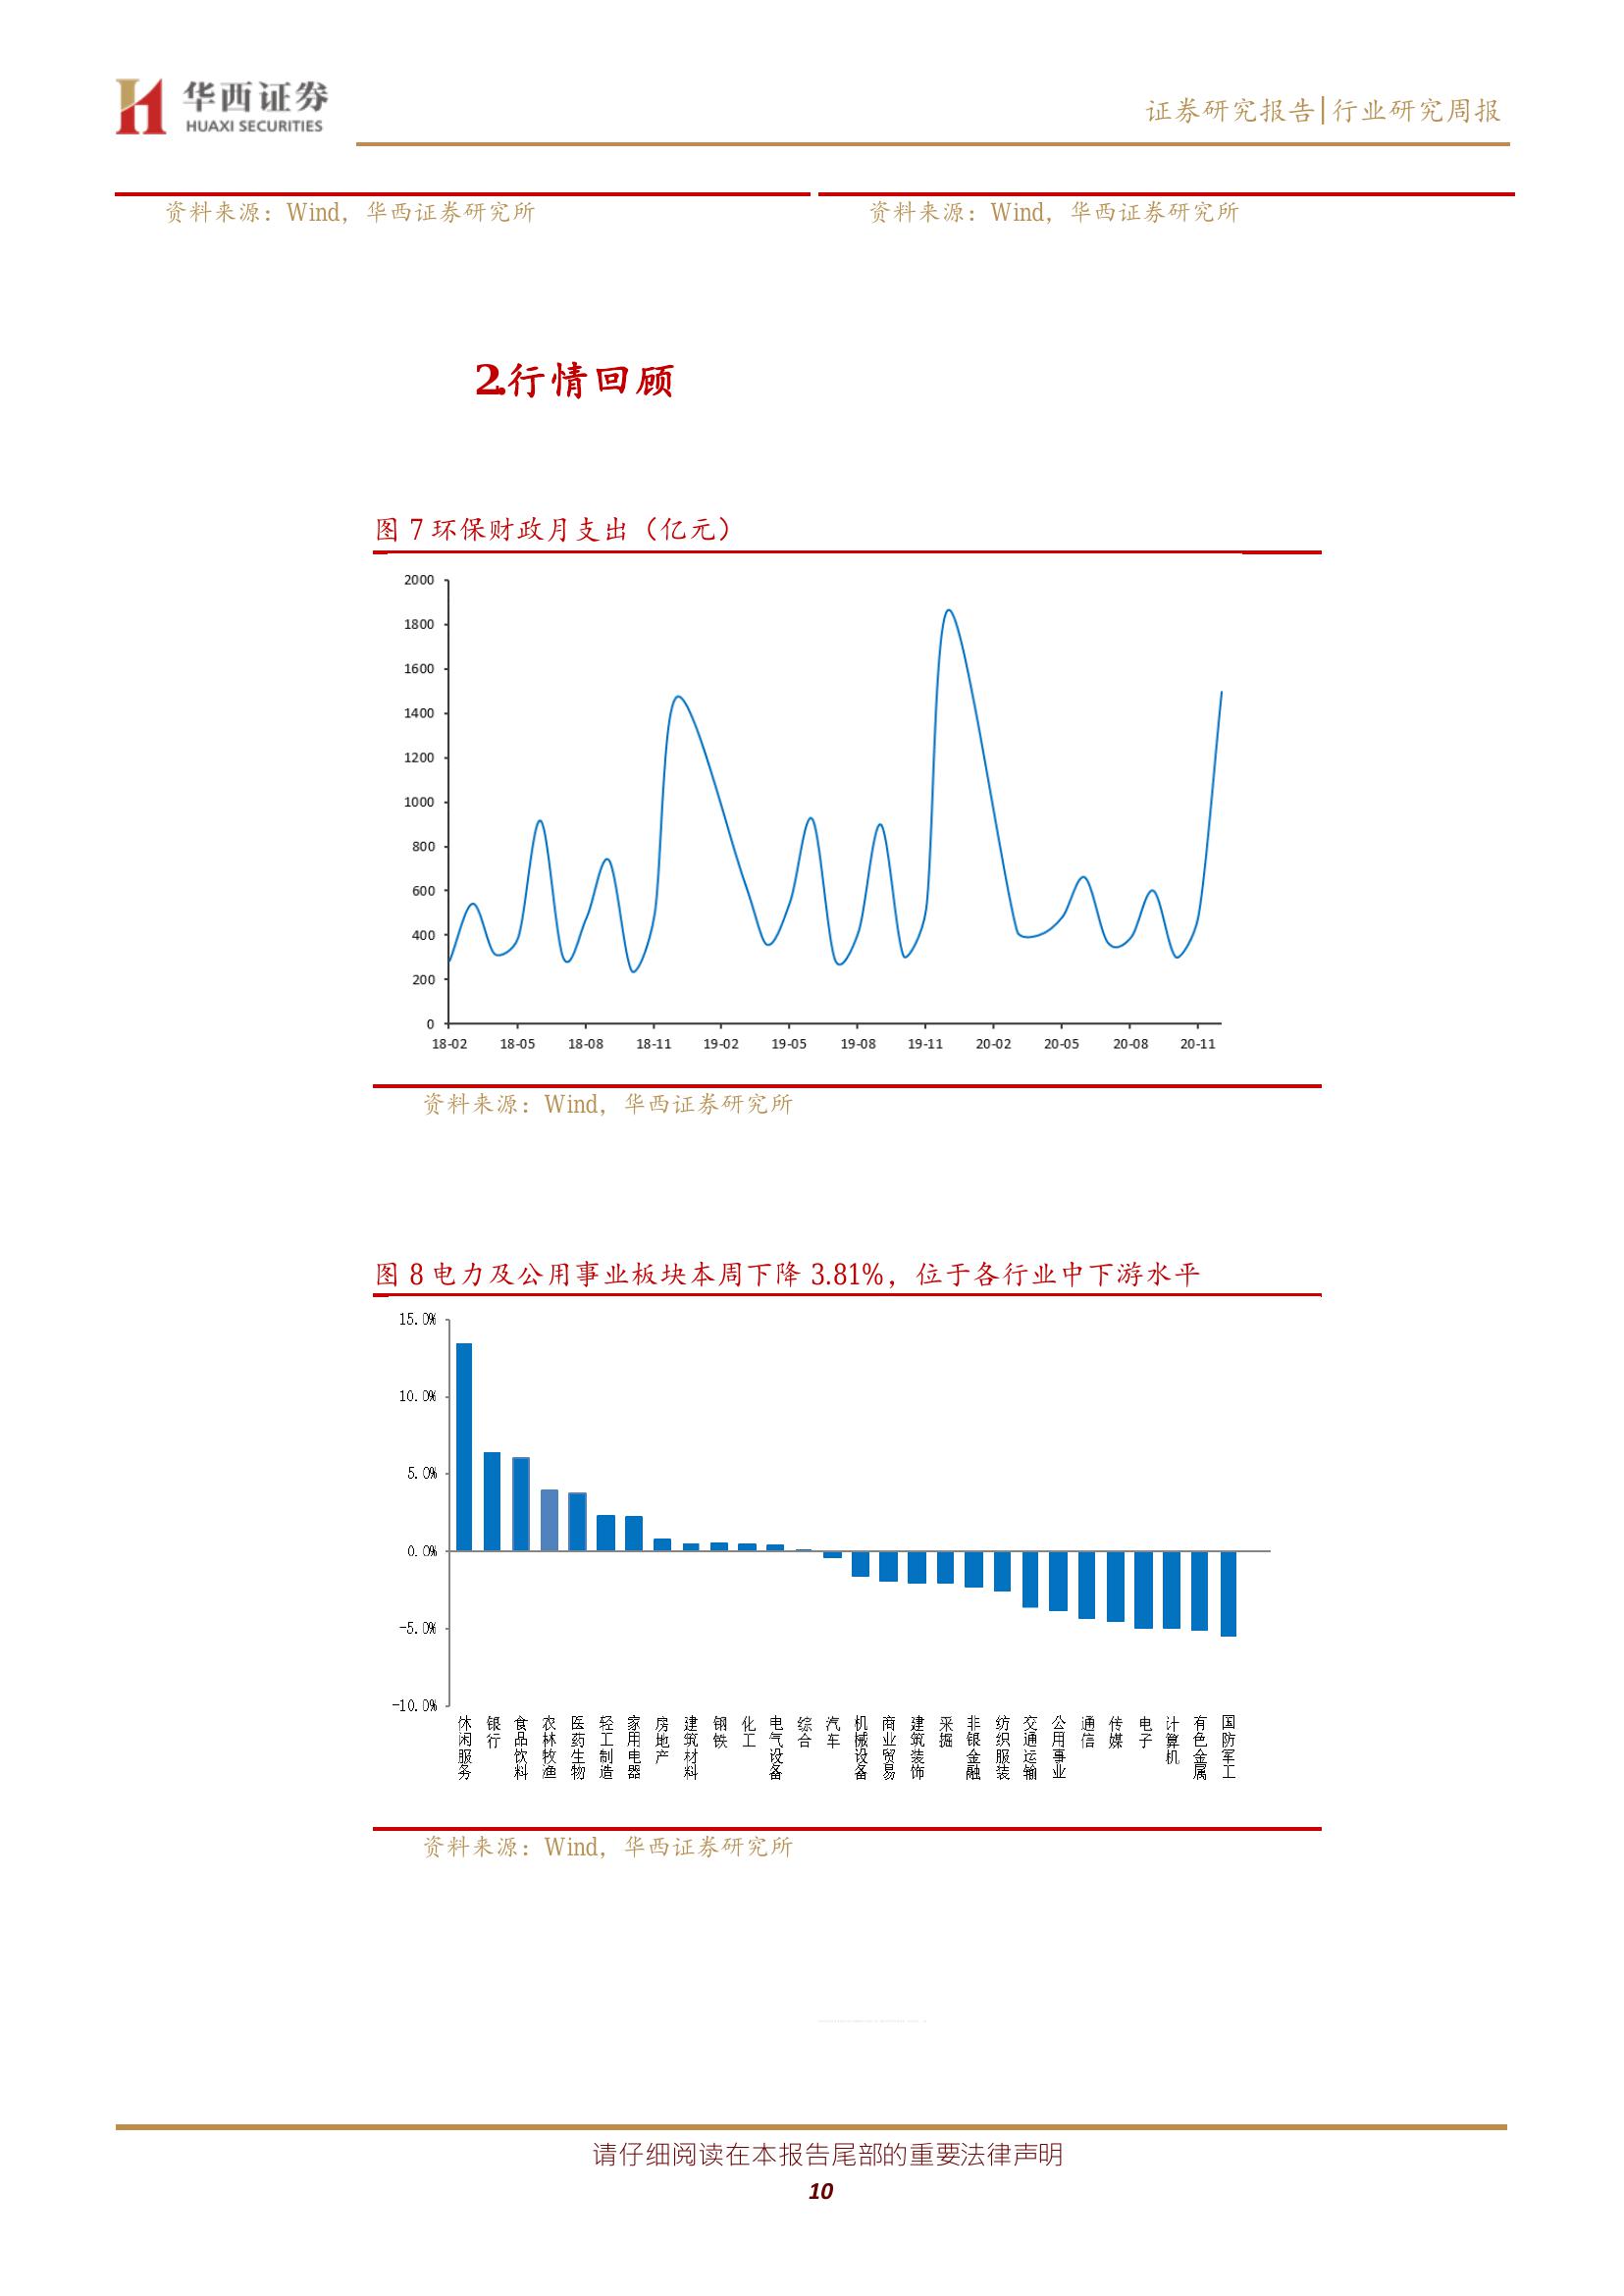 华西证券
HUAXI SECURITIES
证券研究报告|行业研究周报
资料来源：Wind，华西证券研究所
资料来源：Wind，华西证券研究所
2.行情回顾
图 7 环保财政月支出（亿元）
2000
1800
1600
1400
1200
1000
800
600
400
200
0
18-02 18-05 18-08 18-11 19-02 19-05 19-08 19-11 20-02 20-05 20-08 20-11
资料来源：Wind，华西证券研究所
图 8 电力及公用事业板块本周下降 3.81%，位于各行业中下游水平
15.0%
10.0%
5.0%
0.0%
-5.0%
-10.0%
休闲服务 银行 食品饮料 农林牧渔 医药生物 轻工制造 家用电器 房地产 建筑材料 钢铁 化工 电气设备 综合 汽车 机械设备 商业贸易 建筑装饰 采掘 非银金融 纺织服装 交通运输 公用事业 通信 传媒 电子 计算机 有色金属 国防军工
资料来源：Wind，华西证券研究所
请仔细阅读在本报告尾部的重要法律声明
10